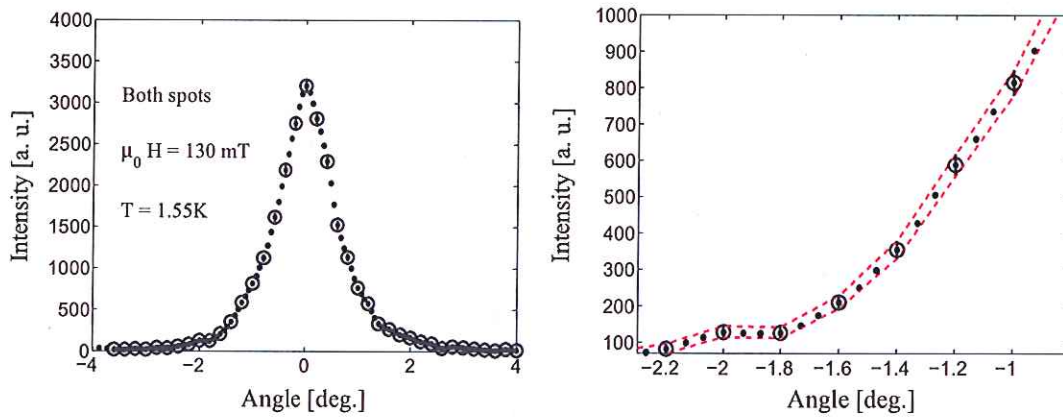 4000
3500
3000
2500
2000
1500
1000
500
0
Intensity [a. u.]
Both spots
μ₀ H = 130 mT
T = 1.55K
−4 −2 0 2 4
Angle [deg.]
1000
900
800
700
600
500
400
300
200
100
Intensity [a. u.]
−2.2 −2 −1.8 −1.6 −1.4 −1.2 −1
Angle [deg.]